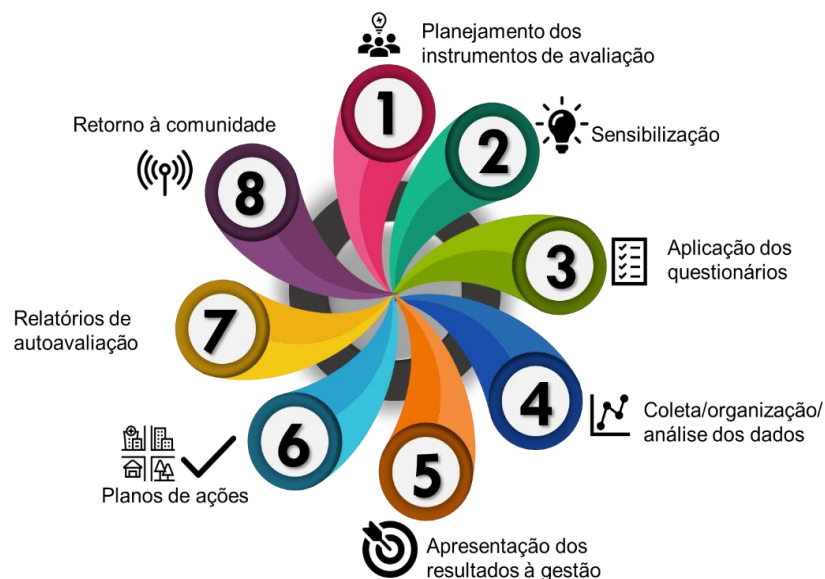 1
Planejamento dos
instrumentos de avaliação
2
Sensibilização
3
Aplicação dos
questionários
4
Coleta/organização/
análise dos dados
5
Apresentação dos
resultados à gestão
6
Planos de ações
7
Relatórios de
autoavaliação
8
Retorno à comunidade